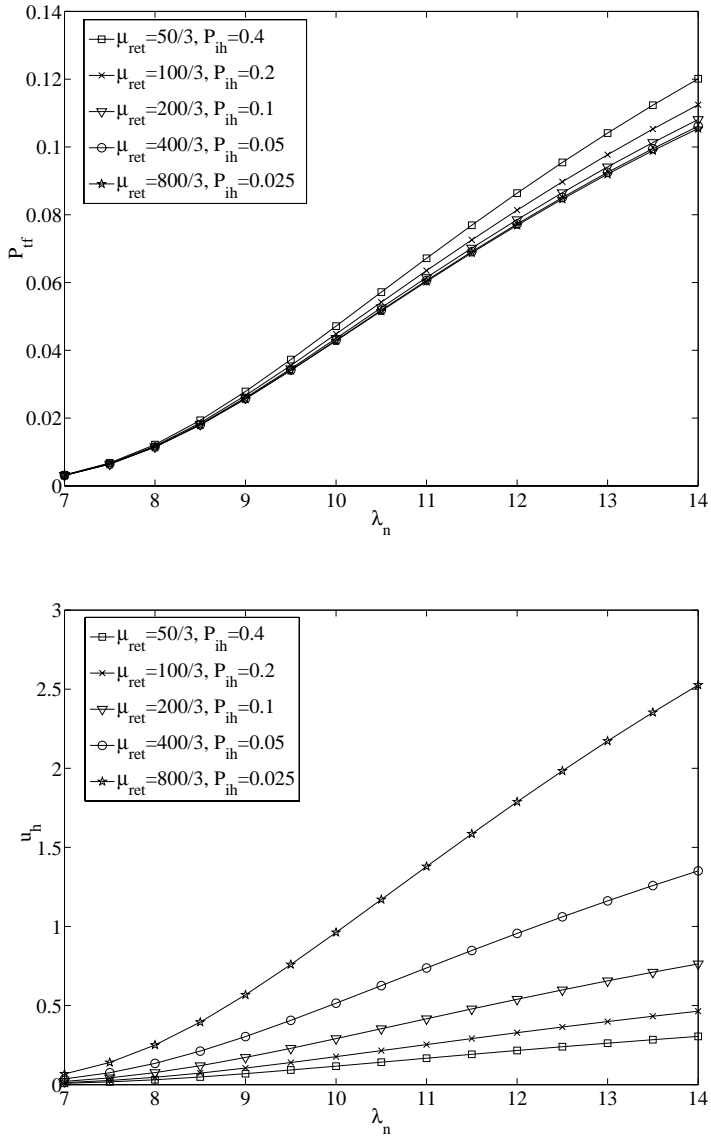 0.14
0.12
0.1
0.08
0.06
0.04
0.02
0
P_tf
μ_ret=50/3, P_ih=0.4
μ_ret=100/3, P_ih=0.2
μ_ret=200/3, P_ih=0.1
μ_ret=400/3, P_ih=0.05
μ_ret=800/3, P_ih=0.025
7 8 9 10 11 12 13 14
λ_n
3
2.5
2
1.5
1
0.5
0
u_h
μ_ret=50/3, P_ih=0.4
μ_ret=100/3, P_ih=0.2
μ_ret=200/3, P_ih=0.1
μ_ret=400/3, P_ih=0.05
μ_ret=800/3, P_ih=0.025
7 8 9 10 11 12 13 14
λ_n